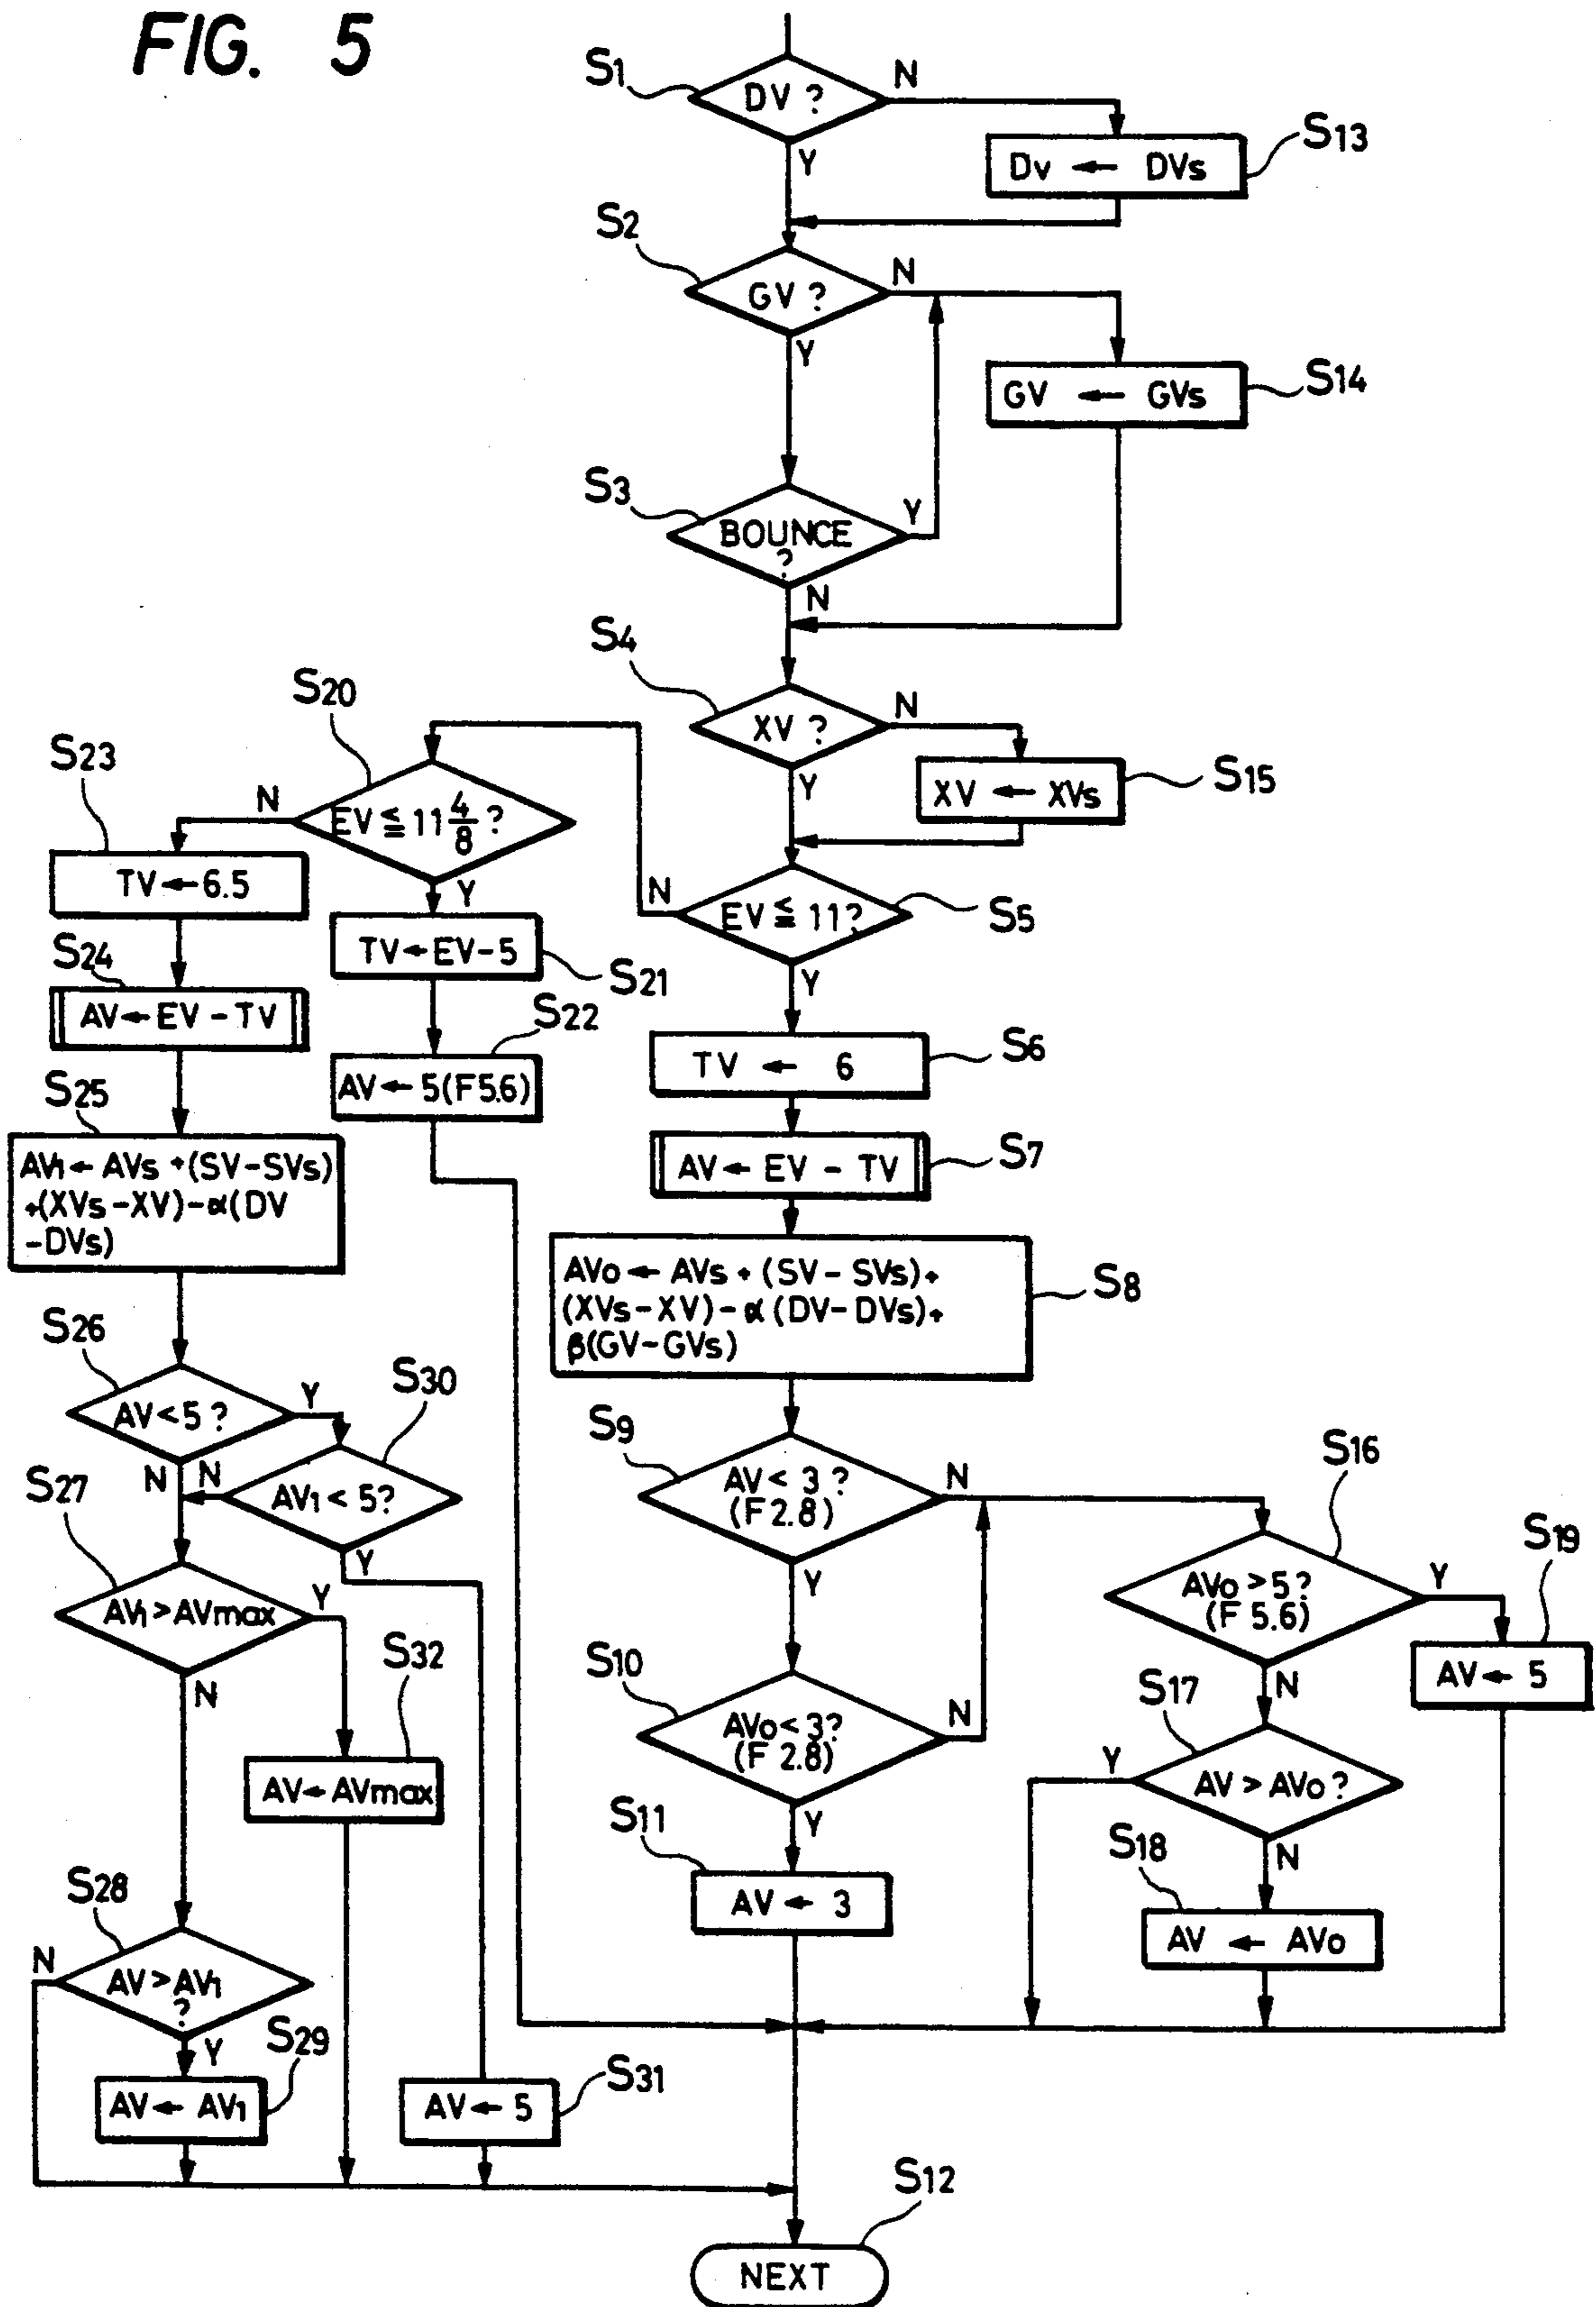 FIG. 5
S1
DV ?
N
Y
Dv ← DVs
S13
S2
GV ?
N
Y
GV ← GVs
S14
S3
BOUNCE
?
Y
N
S4
XV ?
N
Y
XV ← XVs
S15
S20
EV ≦ 11 4/8 ?
N
Y
S23
TV ← 6.5
S5
EV ≦ 11 ?
N
Y
TV ← EV - 5
S21
S24
AV ← EV - TV
S22
AV ← 5(F5.6)
TV ← 6
S6
AV ← EV - TV
S7
S25
AV1 ← AVs + (SV-SVs)
+(XVs-XV)-α(DV
-DVs)
AVo ← AVs + (SV-SVs)+
(XVs-XV)-α(DV-DVs)+
β(GV-GVs)
S8
S26
AV < 5 ?
Y
N
S30
AV1 < 5?
N
Y
S9
AV < 3 ?
(F2.8)
N
Y
S16
AVo > 5?
(F 5.6)
Y
N
S19
AV ← 5
S27
AV1 > AVmax
Y
N
S32
AV ← AVmax
S10
AVo < 3?
(F 2.8)
N
Y
S17
AV > AVo ?
Y
N
S11
AV ← 3
S18
AV ← AVo
S28
AV > AV1
?
N
Y
S29
AV ← AV1
AV ← 5
S31
S12
NEXT